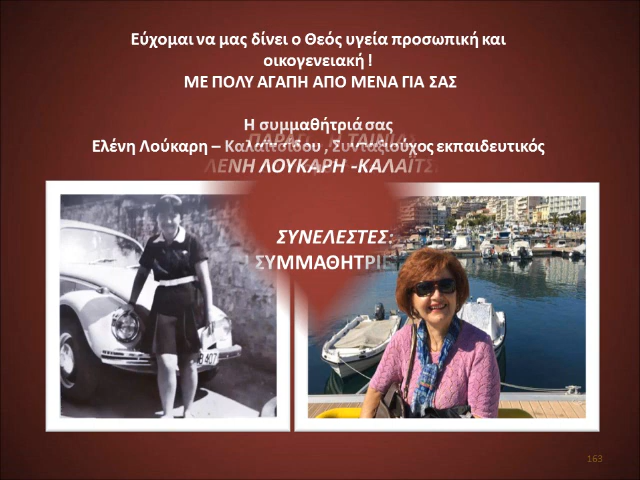 Εύχομαι να μας δίνει ο Θεός υγεία προσωπική και
οικογενειακή !
ΜΕ ΠΟΛΥ ΑΓΑΠΗ ΑΠΟ ΜΕΝΑ ΓΙΑ ΣΑΣ
Η συμμαθήτριά σας
Ελένη Λούκαρη – Καλαϊτσίδου , Συνταξιούχος εκπαιδευτικός
ΛΟΥΚΑΡΗ
ΣΥΝΕΛΕΣΤΕΣ:
163